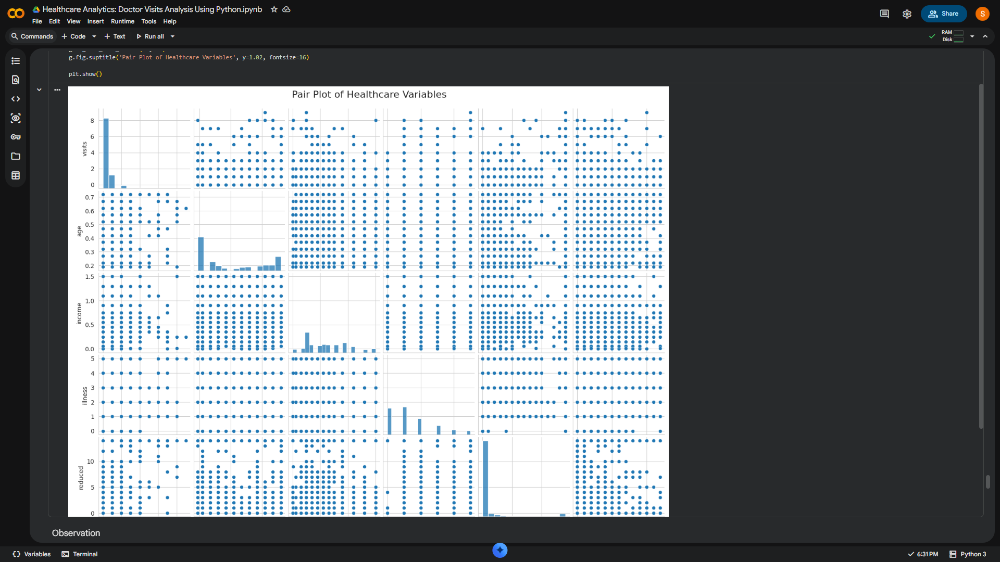 Healthcare Analytics: Doctor Visits Analysis Using Python.ipynb
File Edit View Insert Runtime Tools Help
Share
S
Commands + Code + Text Run all
RAM
Disk
g.fig.suptitle('Pair Plot of Healthcare Variables', y=1.02, fontsize=16)
plt.show()
Pair Plot of Healthcare Variables
visits
8
6
4
2
0
age
0.7
0.6
0.5
0.4
0.3
0.2
income
1.5
1.0
0.5
0.0
illness
5
4
3
2
1
0
reduced
10
5
0
Observation
Variables Terminal
6:31 PM Python 3